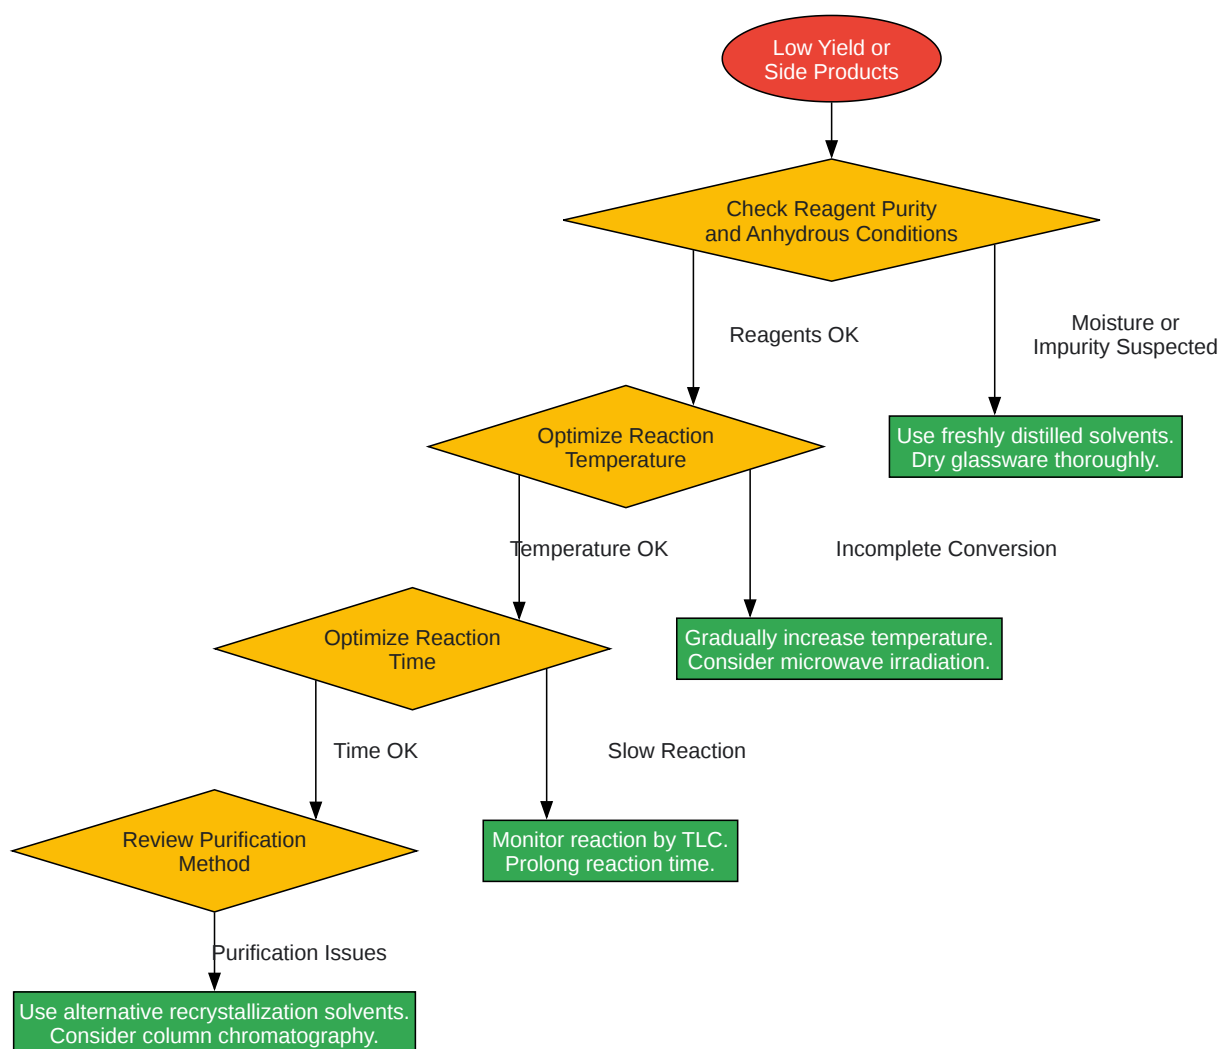 Low Yield or
Side Products
Check Reagent Purity
and Anhydrous Conditions
Reagents OK
Moisture or
Impurity Suspected
Optimize Reaction
Temperature
Use freshly distilled solvents.
Dry glassware thoroughly.
Temperature OK
Incomplete Conversion
Optimize Reaction
Time
Gradually increase temperature.
Consider microwave irradiation.
Time OK
Slow Reaction
Review Purification
Method
Monitor reaction by TLC.
Prolong reaction time.
Purification Issues
Use alternative recrystallization solvents.
Consider column chromatography.